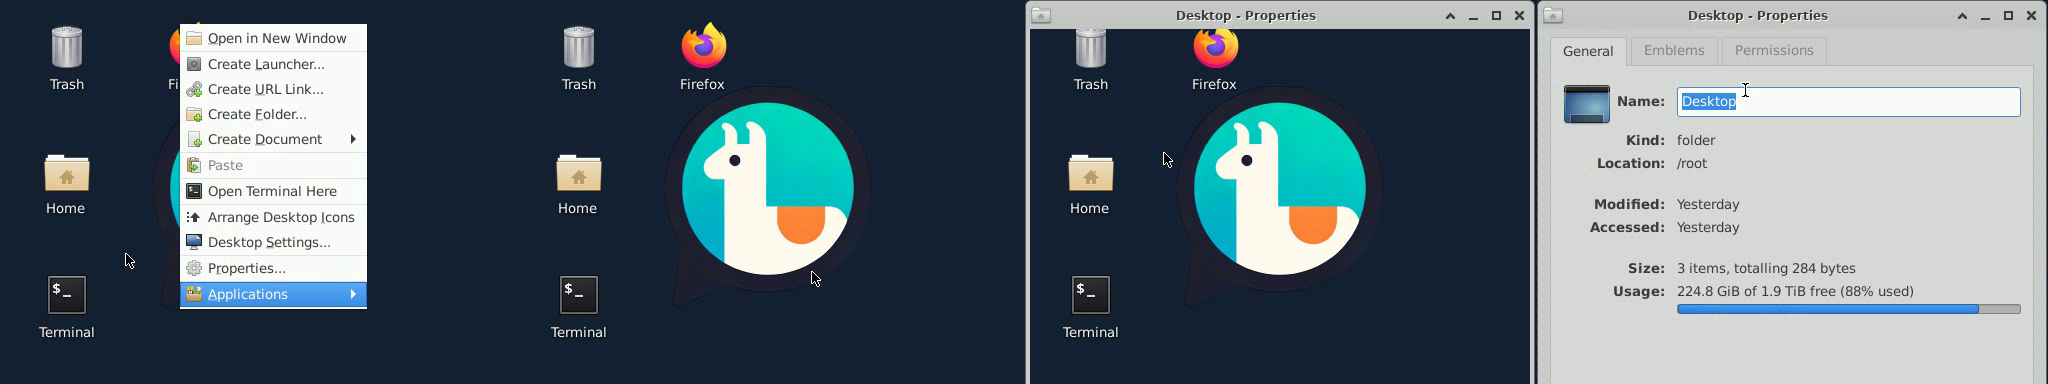 Trash
Fi
Home
Terminal
Open in New Window
Create Launcher...
Create URL Link...
Create Folder...
Create Document
Paste
Open Terminal Here
Arrange Desktop Icons
Desktop Settings...
Properties...
Applications
Trash
Firefox
Home
Terminal
Desktop - Properties
Trash
Firefox
Home
Terminal
Desktop - Properties
General
Emblems
Permissions
Name: Desktop
Kind: folder
Location: /root
Modified: Yesterday
Accessed: Yesterday
Size: 3 items, totalling 284 bytes
Usage: 224.8 GiB of 1.9 TiB free (88% used)